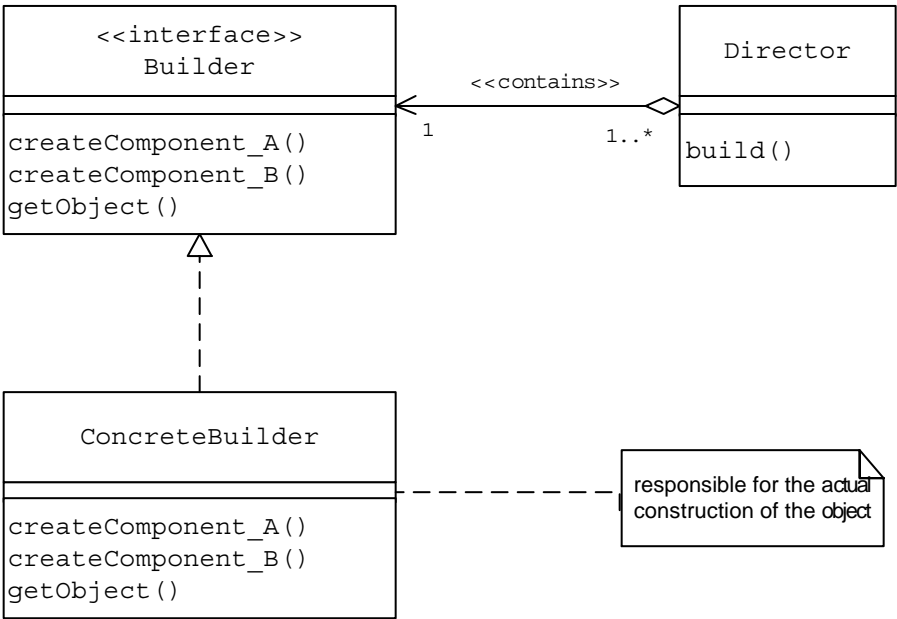 <<interface>>
Builder
createComponent_A()
createComponent_B()
getObject()
<<contains>>
1
1..*
Director
build()
ConcreteBuilder
createComponent_A()
createComponent_B()
getObject()
responsible for the actual
construction of the object